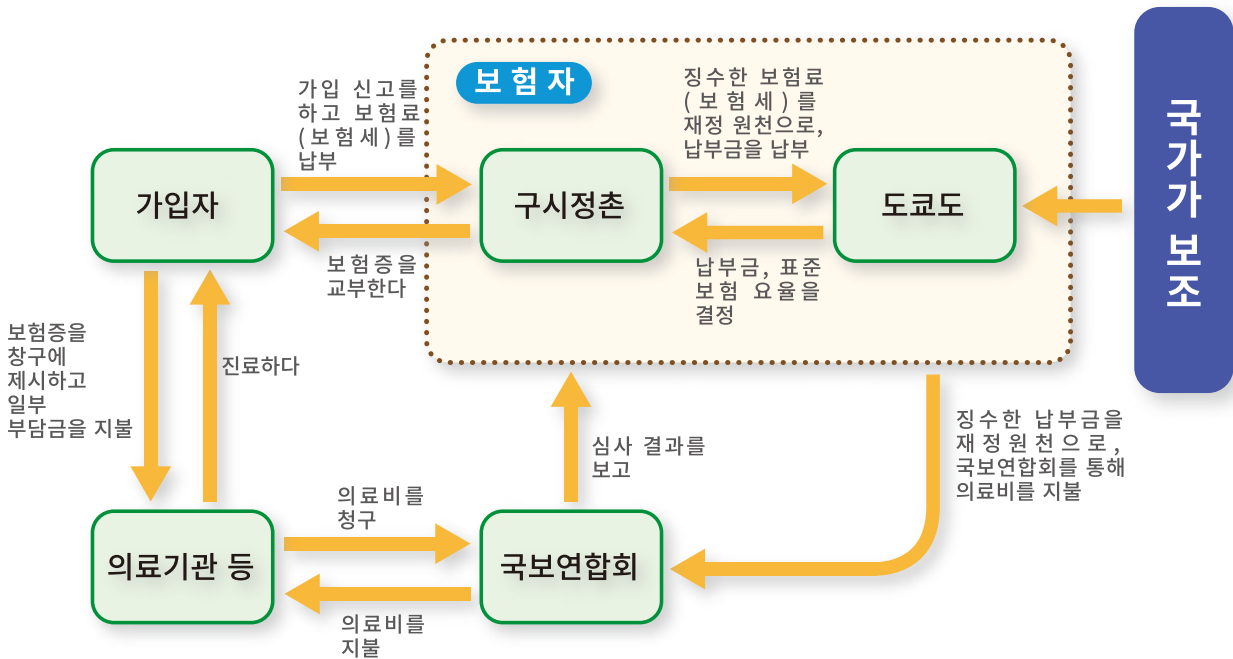 보험자
가입 신고를
하고 보험료
(보험세)를
납부
징수한 보험료
(보험세)를
재정 원천으로,
납부금을 납부
국가가 보조
가입자
구시정촌
도쿄도
보험증을
교부한다
납부금, 표준
보험 요율을
결정
보험증을
창구에
제시하고
일부
부담금을 지불
진료하다
심사 결과를
보고
징수한 납부금을
재정원천으로,
국보연합회를 통해
의료비를 지불
의료비를
청구
의료기관 등
국보연합회
의료비를
지불